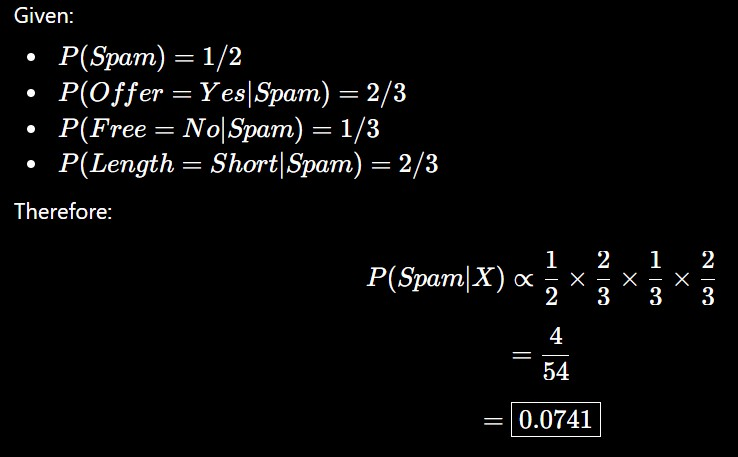 Given:
• P(Spam) = 1/2
• P(Offer = Yes|Spam) = 2/3
• P(Free = No|Spam) = 1/3
• P(Length = Short|Spam) = 2/3
Therefore:
P(Spam|X) ∝ 1/2 × 2/3 × 1/3 × 2/3
= 4/54
= 0.0741